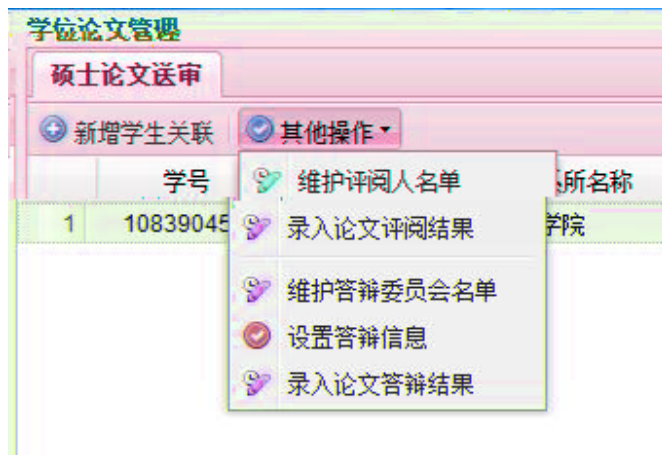 学位论文管理
硕士论文送审
新增学生关联 其他操作
学号 所名称
1 10839045 学院
维护评阅人名单
录入论文评阅结果
维护答辩委员会名单
设置答辩信息
录入论文答辩结果